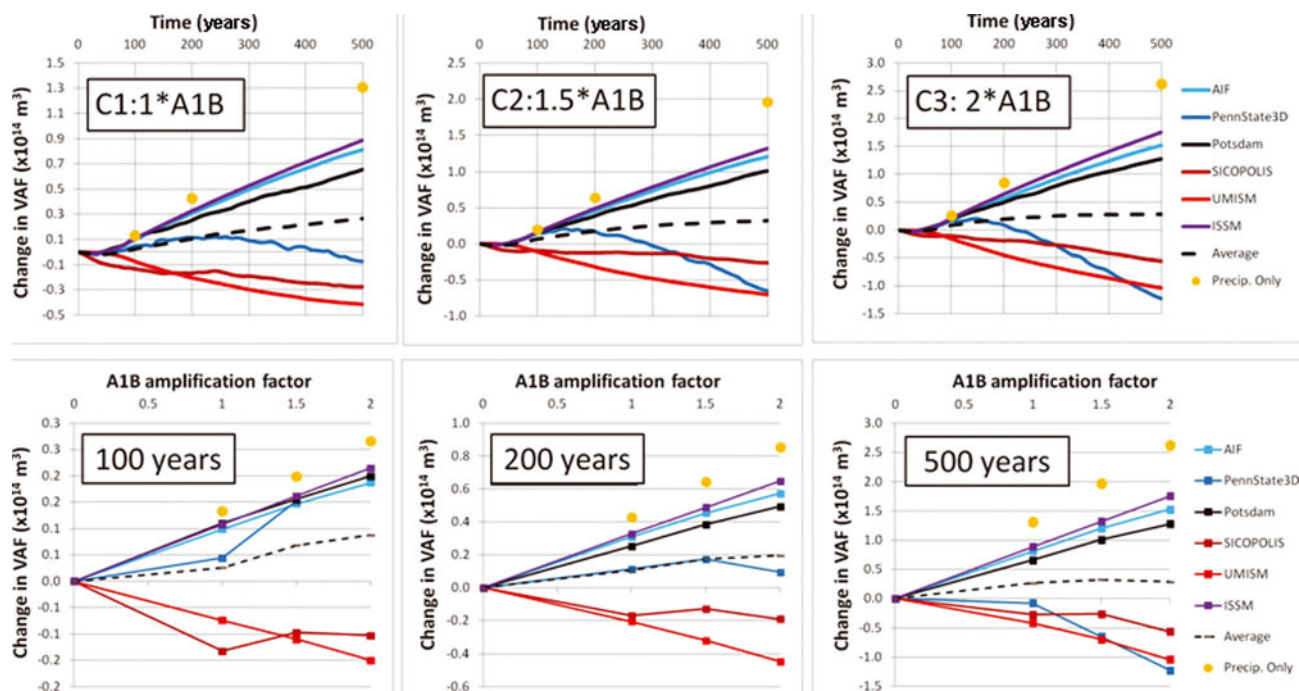 Time (years)
0 100 200 300 400 500
Change in VAF (x10¹⁴ m³)
1.5
1.3
1.1
0.9
0.7
0.5
0.3
0.1
-0.1
-0.3
-0.5
C1:1*A1B
Time (years)
0 100 200 300 400 500
Change in VAF (x10¹⁴ m³)
2.5
2.0
1.5
1.0
0.5
0.0
-0.5
-1.0
C2:1.5*A1B
Time (years)
0 100 200 300 400 500
Change in VAF (x10¹⁴ m³)
3.0
2.5
2.0
1.5
1.0
0.5
0.0
-0.5
-1.0
-1.5
C3: 2*A1B
AIF
PennState3D
Potsdam
SICOPOLIS
UMISM
ISSM
Average
Precip. Only
A1B amplification factor
0 0.5 1 1.5 2
Change in VAF (x10¹⁴ m³)
0.3
0.3
0.2
0.2
0.1
0.1
0.0
-0.1
-0.1
-0.2
100 years
A1B amplification factor
0 0.5 1 1.5 2
Change in VAF (x10¹⁴ m³)
1.0
0.8
0.6
0.4
0.2
0.0
-0.2
-0.4
-0.6
200 years
A1B amplification factor
0 0.5 1 1.5 2
Change in VAF (x10¹⁴ m³)
3.0
2.5
2.0
1.5
1.0
0.5
0.0
-0.5
-1.0
-1.5
500 years
AIF
PennState3D
Potsdam
SICOPOLIS
UMISM
ISSM
Average
Precip. Only